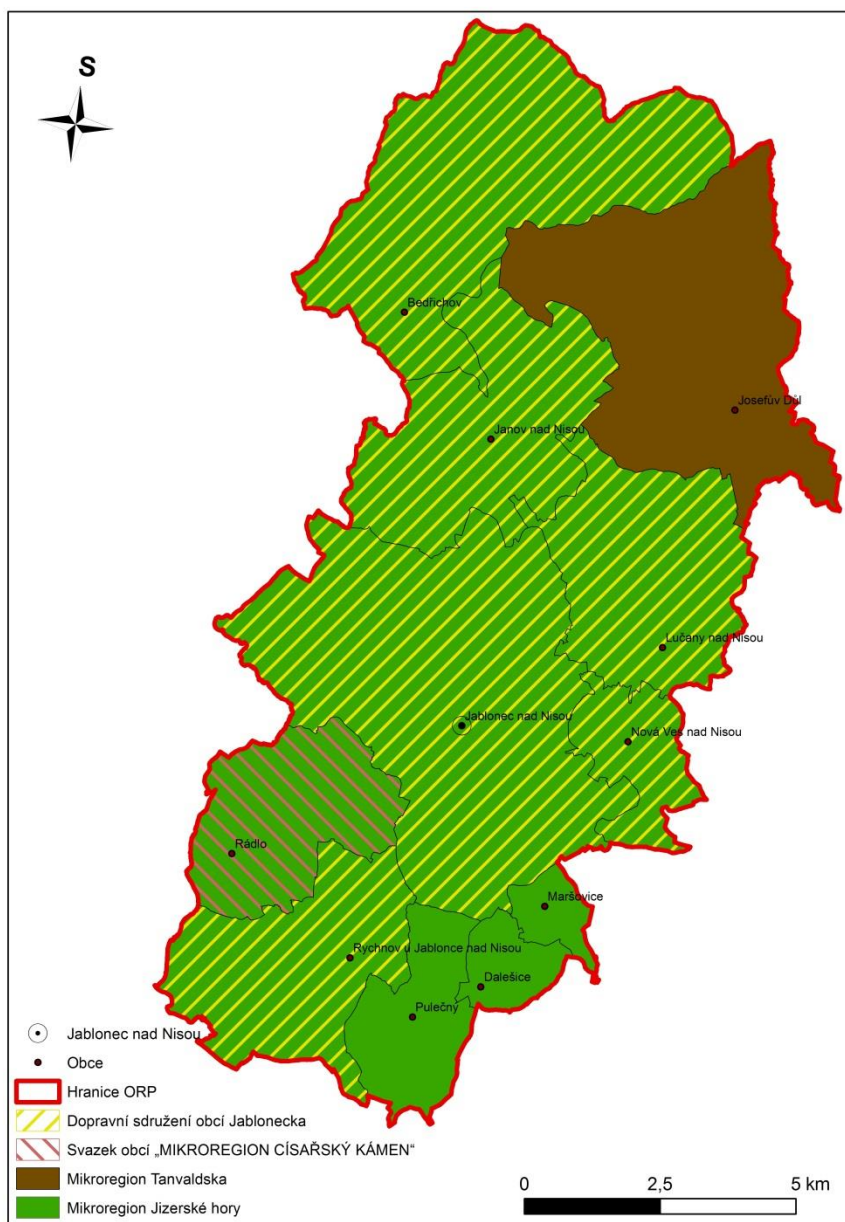 S
Bedřichov
Josefův Důl
Janov nad Nisou
Lučany nad Nisou
Jablonec nad Nisou
Nová Ves nad Nisou
Rádlo
Maršovice
Rychnov u Jablonce nad Nisou
Dalešice
Pulečný
Jablonec nad Nisou
Obce
Hranice ORP
Dopravní sdružení obcí Jablonecka
Svazek obcí „MIKROREGION CÍSAŘSKÝ KÁMEN“
Mikroregion Tanvaldska
Mikroregion Jizerské hory
0 2,5 5 km